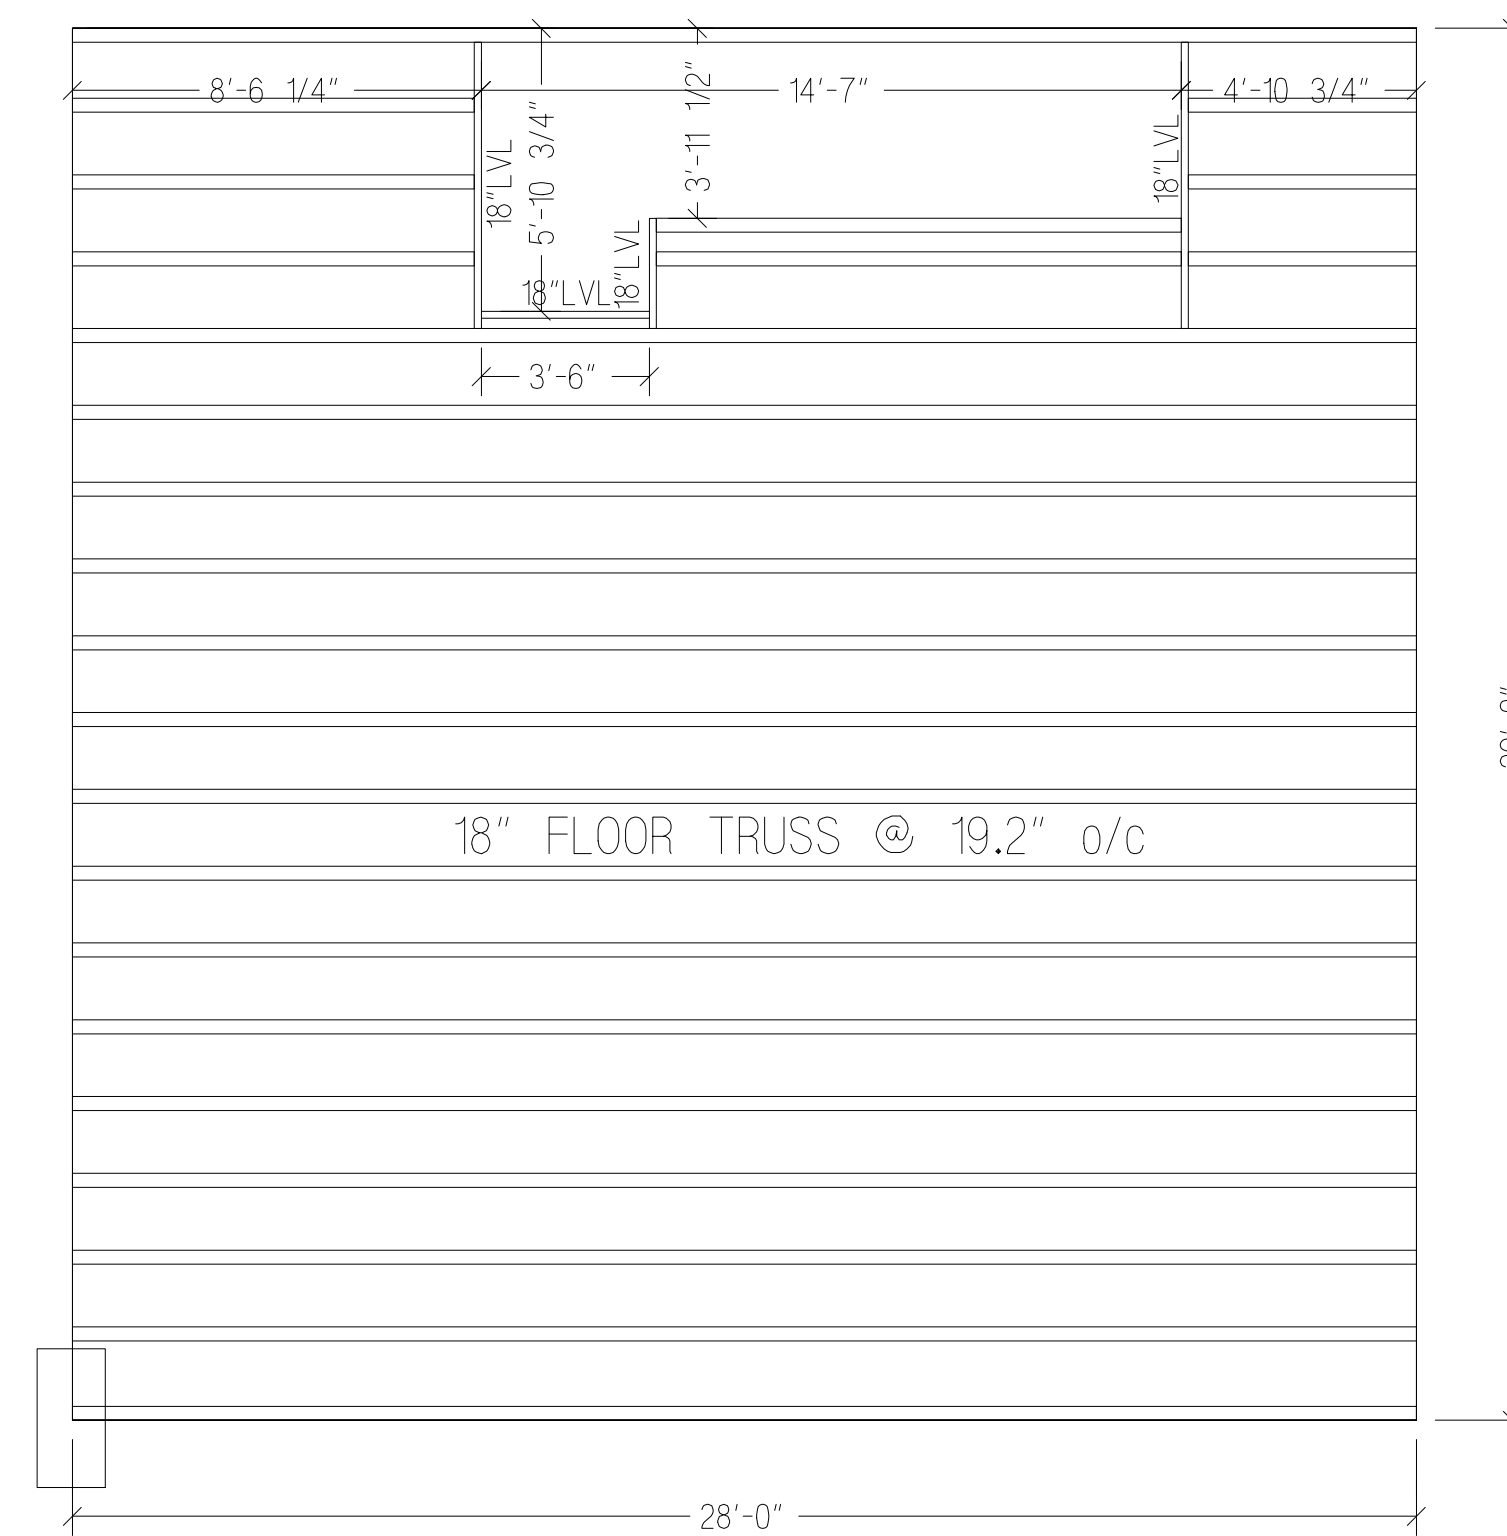 8'-6 1/4"
14'-7"
4'-10 3/4"
5'-10 3/4"
3'-11 1/2"
18"LVL
18"LVL
18"LVL
18"LVL
3'-6"
18" FLOOR TRUSS @ 19.2" o/c
28'-0"